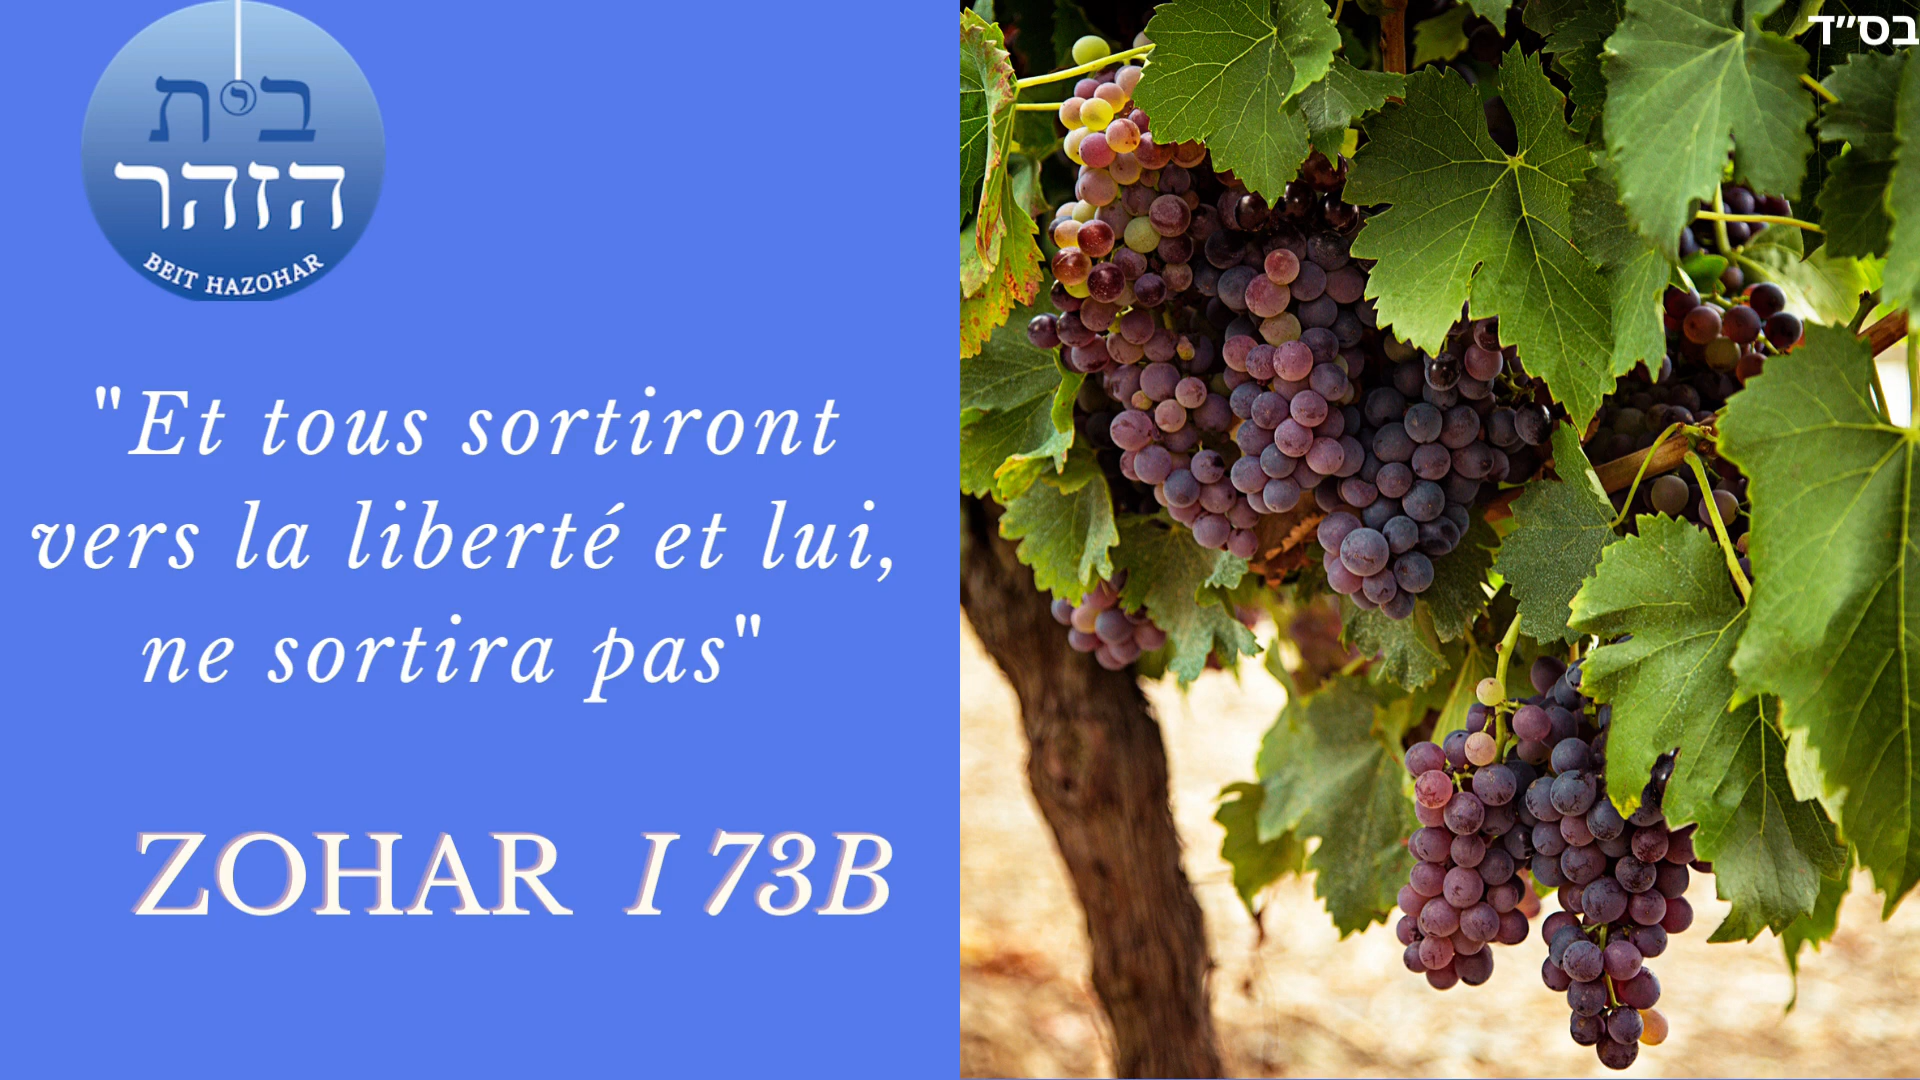 בס״ד
בית
הזהר
BEIT HAZOHAR
"Et tous sortiront
vers la liberté et lui,
ne sortira pas"
ZOHAR I 73B